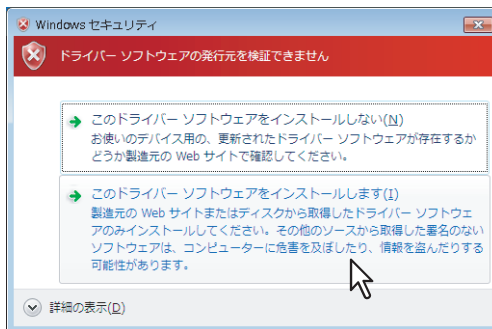 Windows セキュリティ
ドライバー ソフトウェアの発行元を検証できません
このドライバー ソフトウェアをインストールしない(N)
お使いのデバイス用の、更新されたドライバー ソフトウェアが存在するか
どうか製造元の Web サイトで確認してください。
このドライバー ソフトウェアをインストールします(I)
製造元の Web サイトまたはディスクから取得したドライバー ソフトウェ
アのみインストールしてください。その他のソースから取得した署名のない
ソフトウェアは、コンピューターに危害を及ぼしたり、情報を盗んだりする
可能性があります。
詳細の表示(D)